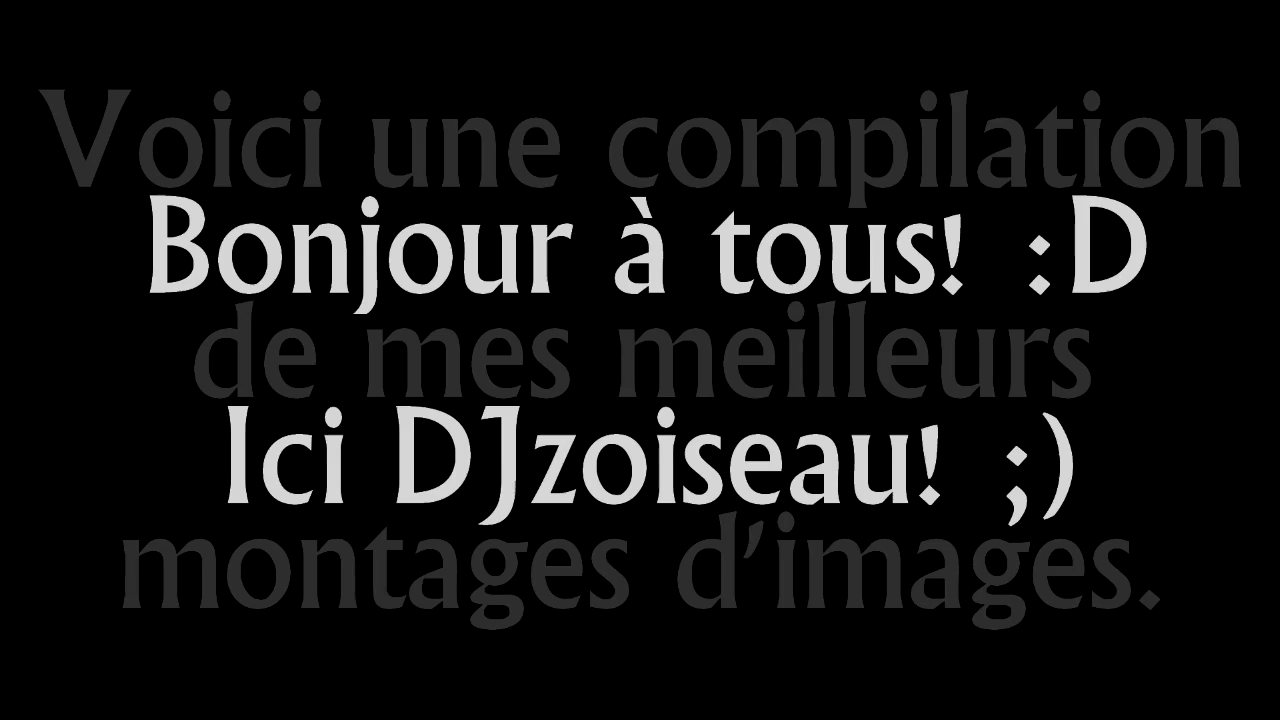 Voici une compilation
Bonjour à tous! :D
de mes meilleurs
Ici DJzoiseau! ;)
montages d'images.